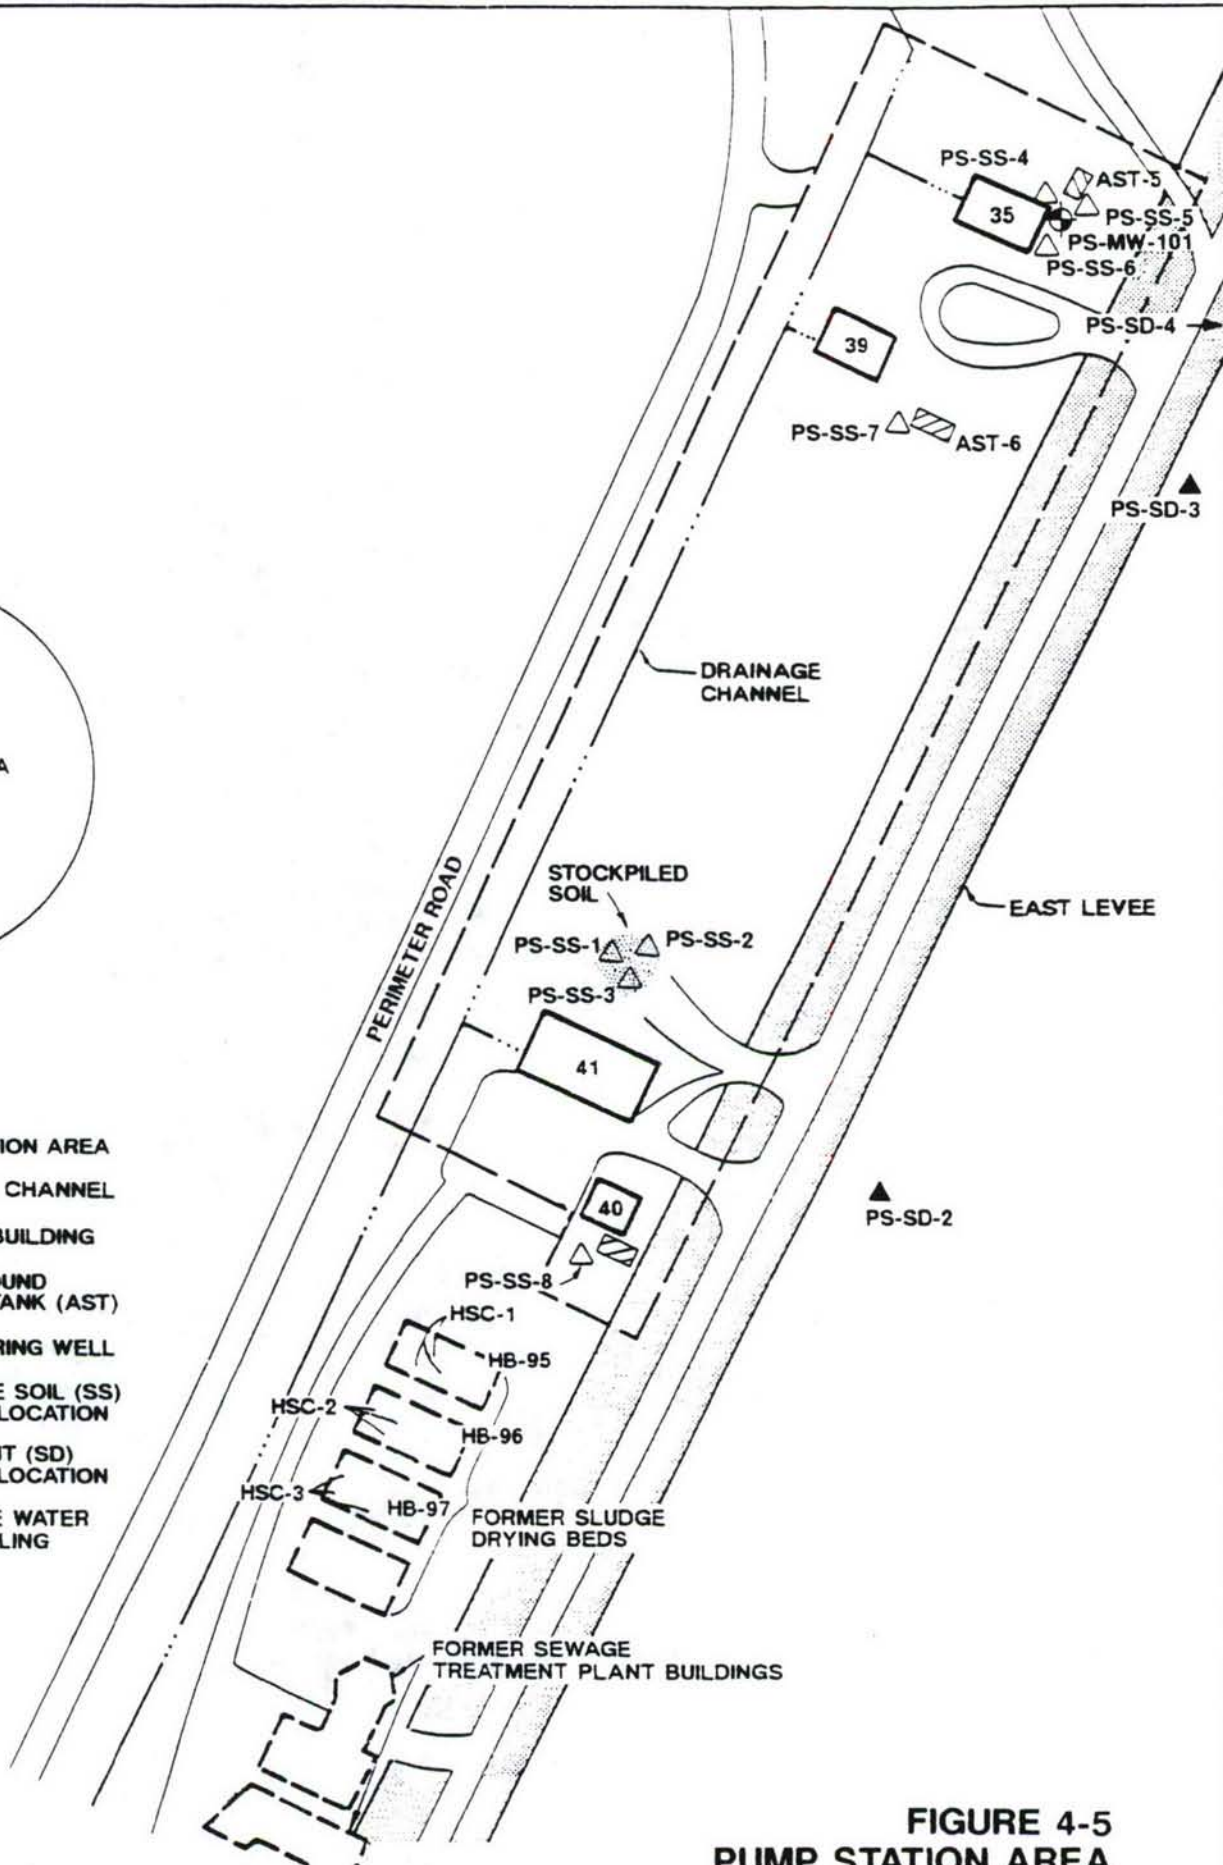 PS-SS-4
AST-5
35
PS-SS-5
PS-MW-101
PS-SS-6
PS-SD-4
39
PS-SS-7
AST-6
PS-SD-3
DRAINAGE
CHANNEL
A
PERIMETER ROAD
STOCKPILED
SOIL
EAST LEVEE
PS-SS-1
PS-SS-2
PS-SS-3
41
ION AREA
CHANNEL
BUILDING
OUND
TANK (AST)
RING WELL
E SOIL (SS)
LOCATION
T (SD)
LOCATION
E WATER
LING
40
PS-SD-2
PS-SS-8
HSC-1
HB-95
HSC-2
HB-96
HSC-3
HB-97
FORMER SLUDGE
DRYING BEDS
FORMER SEWAGE
TREATMENT PLANT BUILDINGS
FIGURE 4-5
PUMP STATION AREA